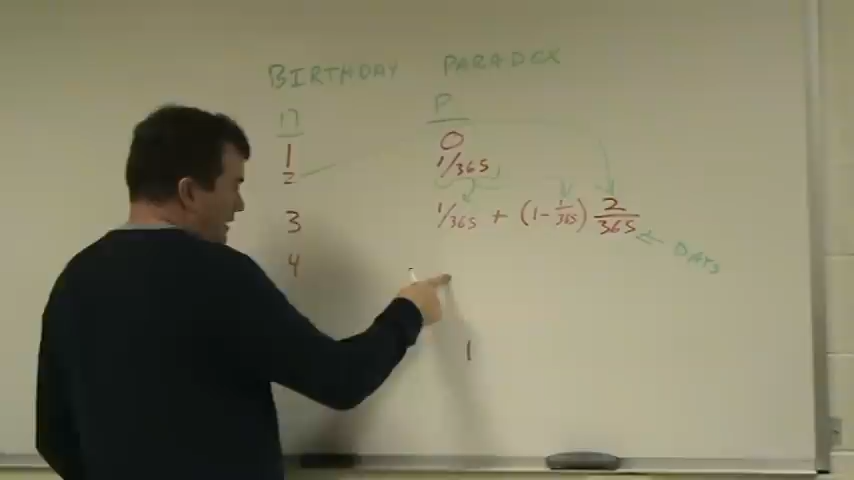 BIRTHDAY PARADOX
n P
1 0
2 1/365
3 1/365 + (1 - 1/365) 2/365
DAYS
4
1